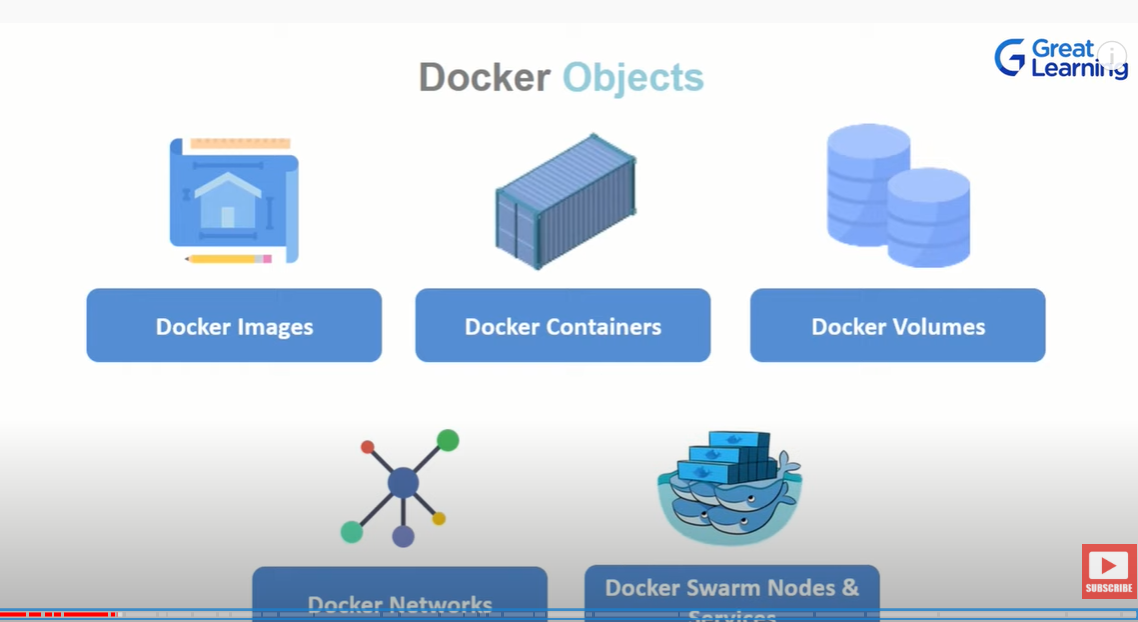 Great
Learning
Docker Objects
Docker Images
Docker Containers
Docker Volumes
Docker Networks
Docker Swarm Nodes &
Services
SUBSCRIBE